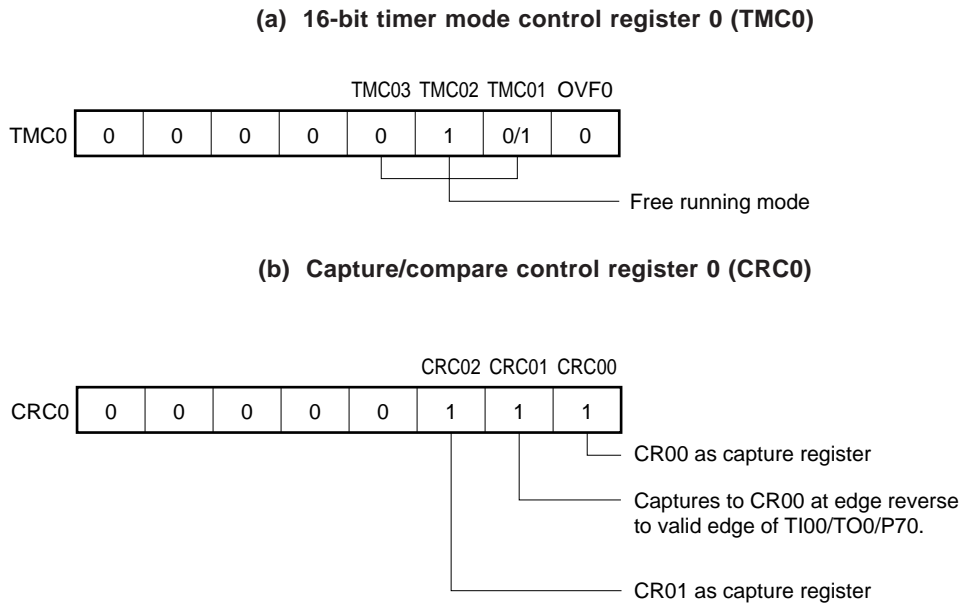 (a) 16-bit timer mode control register 0 (TMC0)
TMC03 TMC02 TMC01 OVF0
TMC0 0 0 0 0 0 1 0/1 0
Free running mode
(b) Capture/compare control register 0 (CRC0)
CRC02 CRC01 CRC00
CRC0 0 0 0 0 0 1 1 1
CR00 as capture register
Captures to CR00 at edge reverse
to valid edge of TI00/TO0/P70.
CR01 as capture register